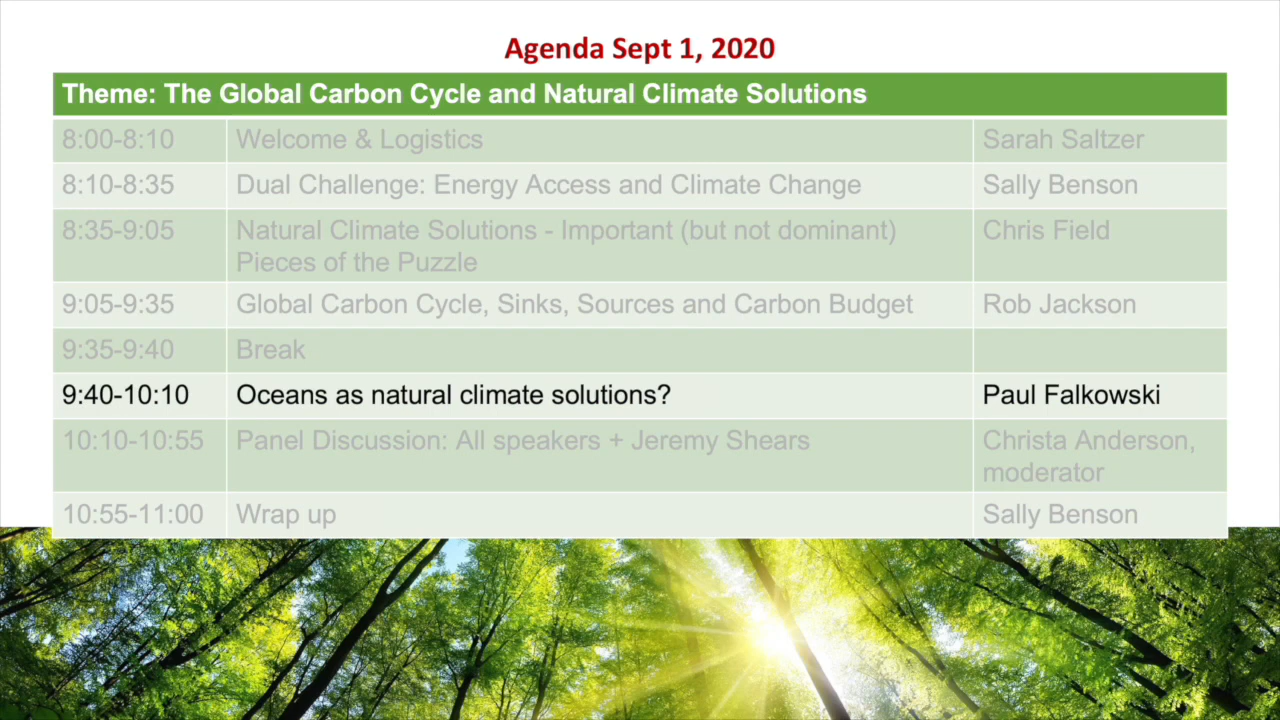 Agenda Sept 1, 2020
Theme: The Global Carbon Cycle and Natural Climate Solutions
8:00-8:10 Welcome & Logistics Sarah Saltzer
8:10-8:35 Dual Challenge: Energy Access and Climate Change Sally Benson
8:35-9:05 Natural Climate Solutions - Important (but not dominant) Chris Field
Pieces of the Puzzle
9:05-9:35 Global Carbon Cycle, Sinks, Sources and Carbon Budget Rob Jackson
9:35-9:40 Break
9:40-10:10 Oceans as natural climate solutions? Paul Falkowski
10:10-10:55 Panel Discussion: All speakers + Jeremy Shears Christa Anderson,
moderator
10:55-11:00 Wrap up Sally Benson